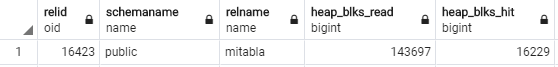 relid schemaname relname heap_blks_read heap_blks_hit
oid name name bigint bigint
1 16423 public mitabla 143697 16229